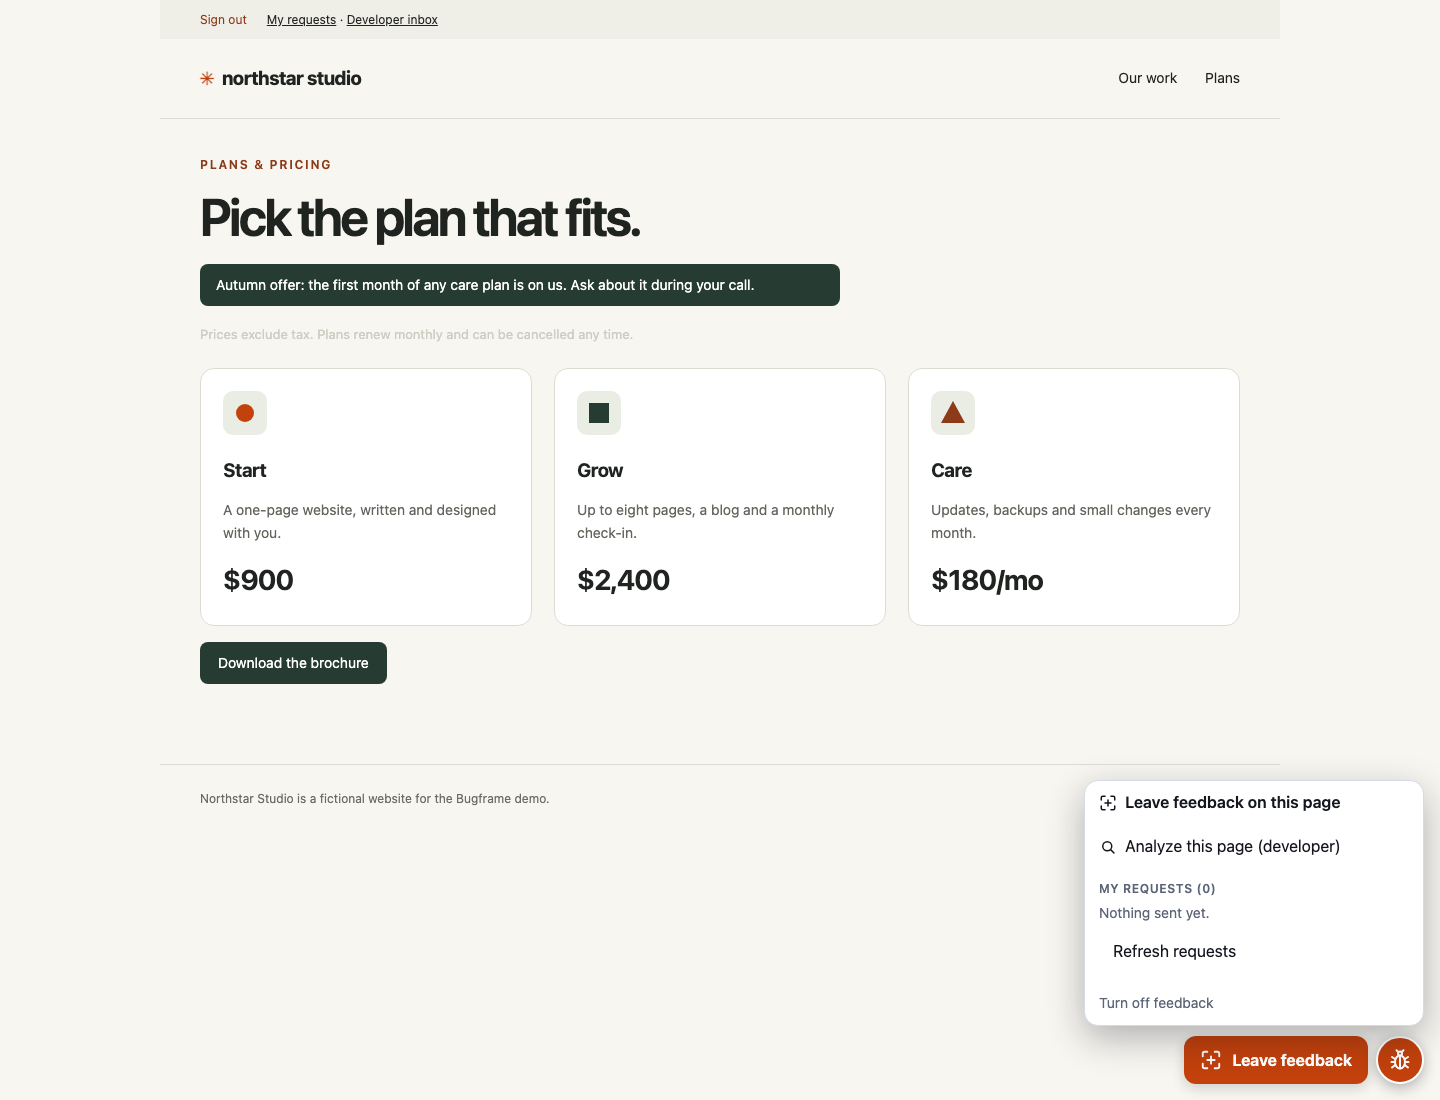 Sign out My requests · Developer inbox
northstar studio
Our work Plans
PLANS & PRICING
Pick the plan that fits.
Autumn offer: the first month of any care plan is on us. Ask about it during your call.
Prices exclude tax. Plans renew monthly and can be cancelled any time.
Start
A one-page website, written and designed
with you.
$900
Grow
Up to eight pages, a blog and a monthly
check-in.
$2,400
Care
Updates, backups and small changes every
month.
$180/mo
Download the brochure
Northstar Studio is a fictional website for the Bugframe demo.
Leave feedback on this page
Analyze this page (developer)
MY REQUESTS (0)
Nothing sent yet.
Refresh requests
Turn off feedback
Leave feedback